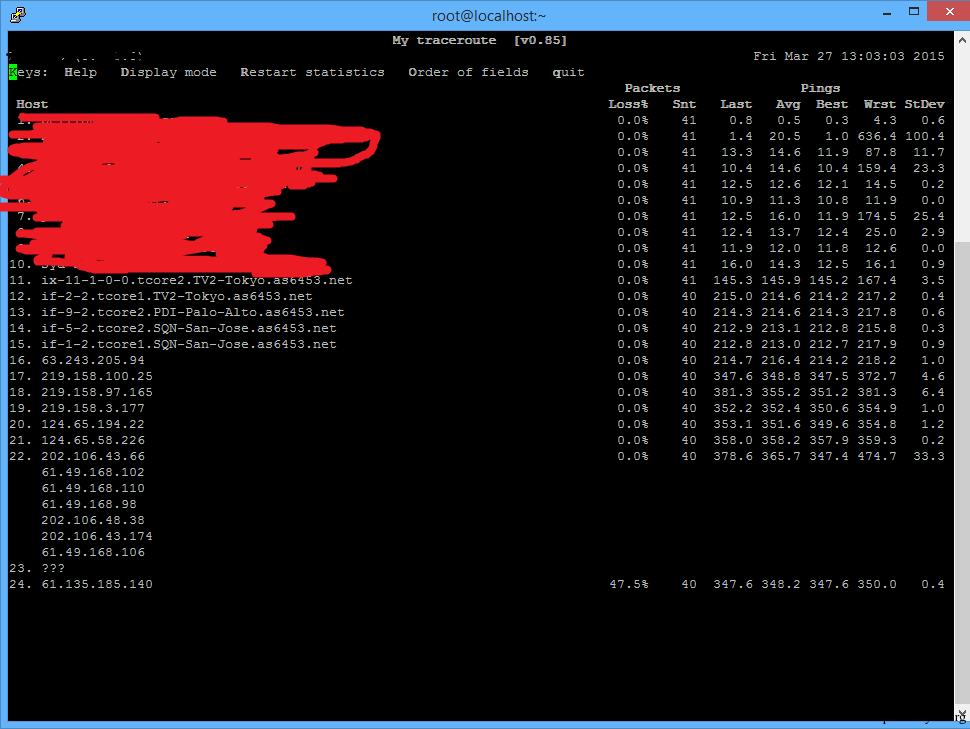 root@localhost:~
My traceroute [v0.85]
Fri Mar 27 13:03:03 2015
Keys: Help Display mode Restart statistics Order of fields quit
Packets Pings
Host Loss% Snt Last Avg Best Wrst StDev
1. 0.0% 41 0.8 0.5 0.3 4.3 0.6
0.0% 41 1.4 20.5 1.0 636.4 100.4
0.0% 41 13.3 14.6 11.9 87.8 11.7
0.0% 41 10.4 14.6 10.4 159.4 23.3
0.0% 41 12.5 12.6 12.1 14.5 0.2
0.0% 41 10.9 11.3 10.8 11.9 0.0
7. 0.0% 41 12.5 16.0 11.9 174.5 25.4
0.0% 41 12.4 13.7 12.4 25.0 2.9
0.0% 41 11.9 12.0 11.8 12.6 0.0
10. 0.0% 41 16.0 14.3 12.5 16.1 0.9
11. ix-11-1-0-0.tcore2.TV2-Tokyo.as6453.net 0.0% 41 145.3 145.9 145.2 167.4 3.5
12. if-2-2.tcore1.TV2-Tokyo.as6453.net 0.0% 40 215.0 214.6 214.2 217.2 0.4
13. if-9-2.tcore2.PDI-Palo-Alto.as6453.net 0.0% 40 214.3 214.6 214.3 217.8 0.6
14. if-5-2.tcore2.SQN-San-Jose.as6453.net 0.0% 40 212.9 213.1 212.8 215.8 0.3
15. if-1-2.tcore1.SQN-San-Jose.as6453.net 0.0% 40 212.8 213.0 212.7 217.9 0.9
16. 63.243.205.94 0.0% 40 214.7 216.4 214.2 218.2 1.0
17. 219.158.100.25 0.0% 40 347.6 348.8 347.5 372.7 4.6
18. 219.158.97.165 0.0% 40 381.3 355.2 351.2 381.3 6.4
19. 219.158.3.177 0.0% 40 352.2 352.4 350.6 354.9 1.0
20. 124.65.194.22 0.0% 40 353.1 351.6 349.6 354.8 1.2
21. 124.65.58.226 0.0% 40 358.0 358.2 357.9 359.3 0.2
22. 202.106.43.66 0.0% 40 378.6 365.7 347.4 474.7 33.3
61.49.168.102
61.49.168.110
61.49.168.98
202.106.48.38
202.106.43.174
61.49.168.106
23. ???
24. 61.135.185.140 47.5% 40 347.6 348.2 347.6 350.0 0.4